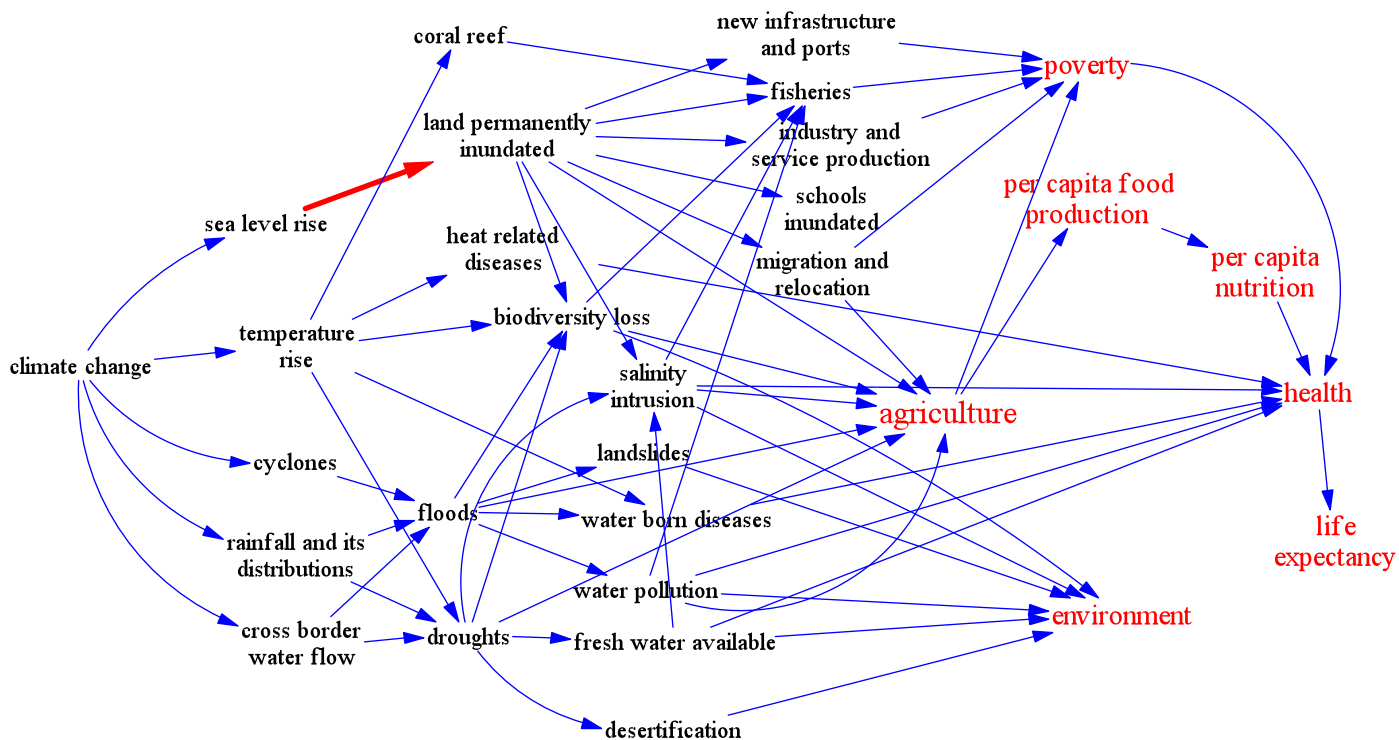 new infrastructure
and ports
coral reef
poverty
fisheries
land permanently
inundated
industry and
service production
per capita food
production
schools
inundated
sea level rise
heat related
diseases
migration and
relocation
per capita
nutrition
biodiversity loss
temperature
rise
climate change
salinity
intrusion
health
agriculture
landslides
cyclones
floods
water born diseases
life
expectancy
rainfall and its
distributions
water pollution
environment
cross border
water flow
droughts
fresh water available
desertification